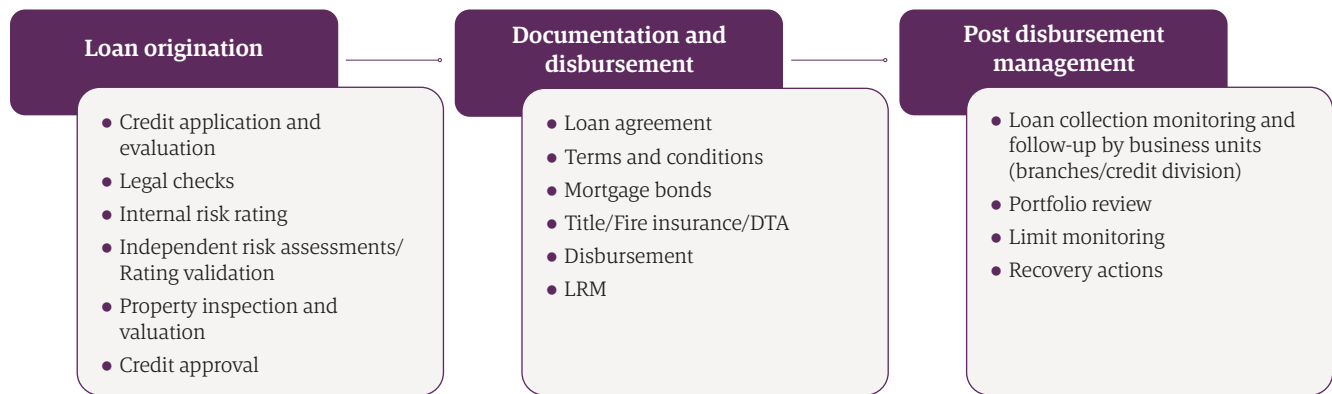 Loan origination
• Credit application and
evaluation
• Legal checks
• Internal risk rating
• Independent risk assessments/
Rating validation
• Property inspection and
valuation
• Credit approval
Documentation and
disbursement
• Loan agreement
• Terms and conditions
• Mortgage bonds
• Title/Fire insurance/DTA
• Disbursement
• LRM
Post disbursement
management
• Loan collection monitoring and
follow-up by business units
(branches/credit division)
• Portfolio review
• Limit monitoring
• Recovery actions